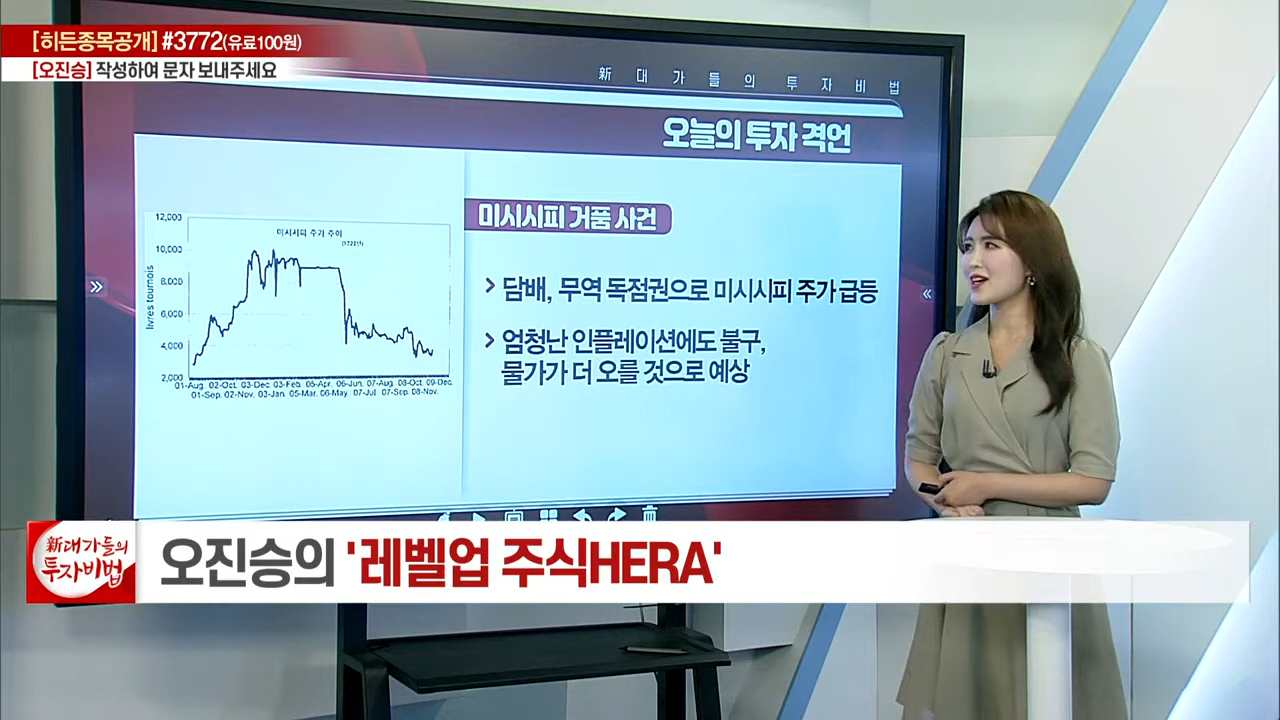 [히든종목공개] #3772(유료100원)
[오진승] 작성하여 문자 보내주세요
新 대 가 들 의 투 자 비 법
오늘의 투자 격언
미시시피 거품 사건
담배, 무역 독점권으로 미시시피 주가 급등
엄청난 인플레이션에도 불구,
물가가 더 오를 것으로 예상
미시시피 주가 추이
(1720년)
livres tournois
12,000
10,000
8,000
6,000
4,000
2,000
01-Aug. 02-Oct. 03-Dec. 03-Feb. 05-Apr. 06-Jun. 07-Aug. 08-Oct. 09-Dec.
01-Sep. 02-Nov. 03-Jan. 05-Mar. 06-May. 07-Jul. 07-Sep. 08-Nov.
新대가들의
투자비법
오진승의 '레벨업 주식HERA'